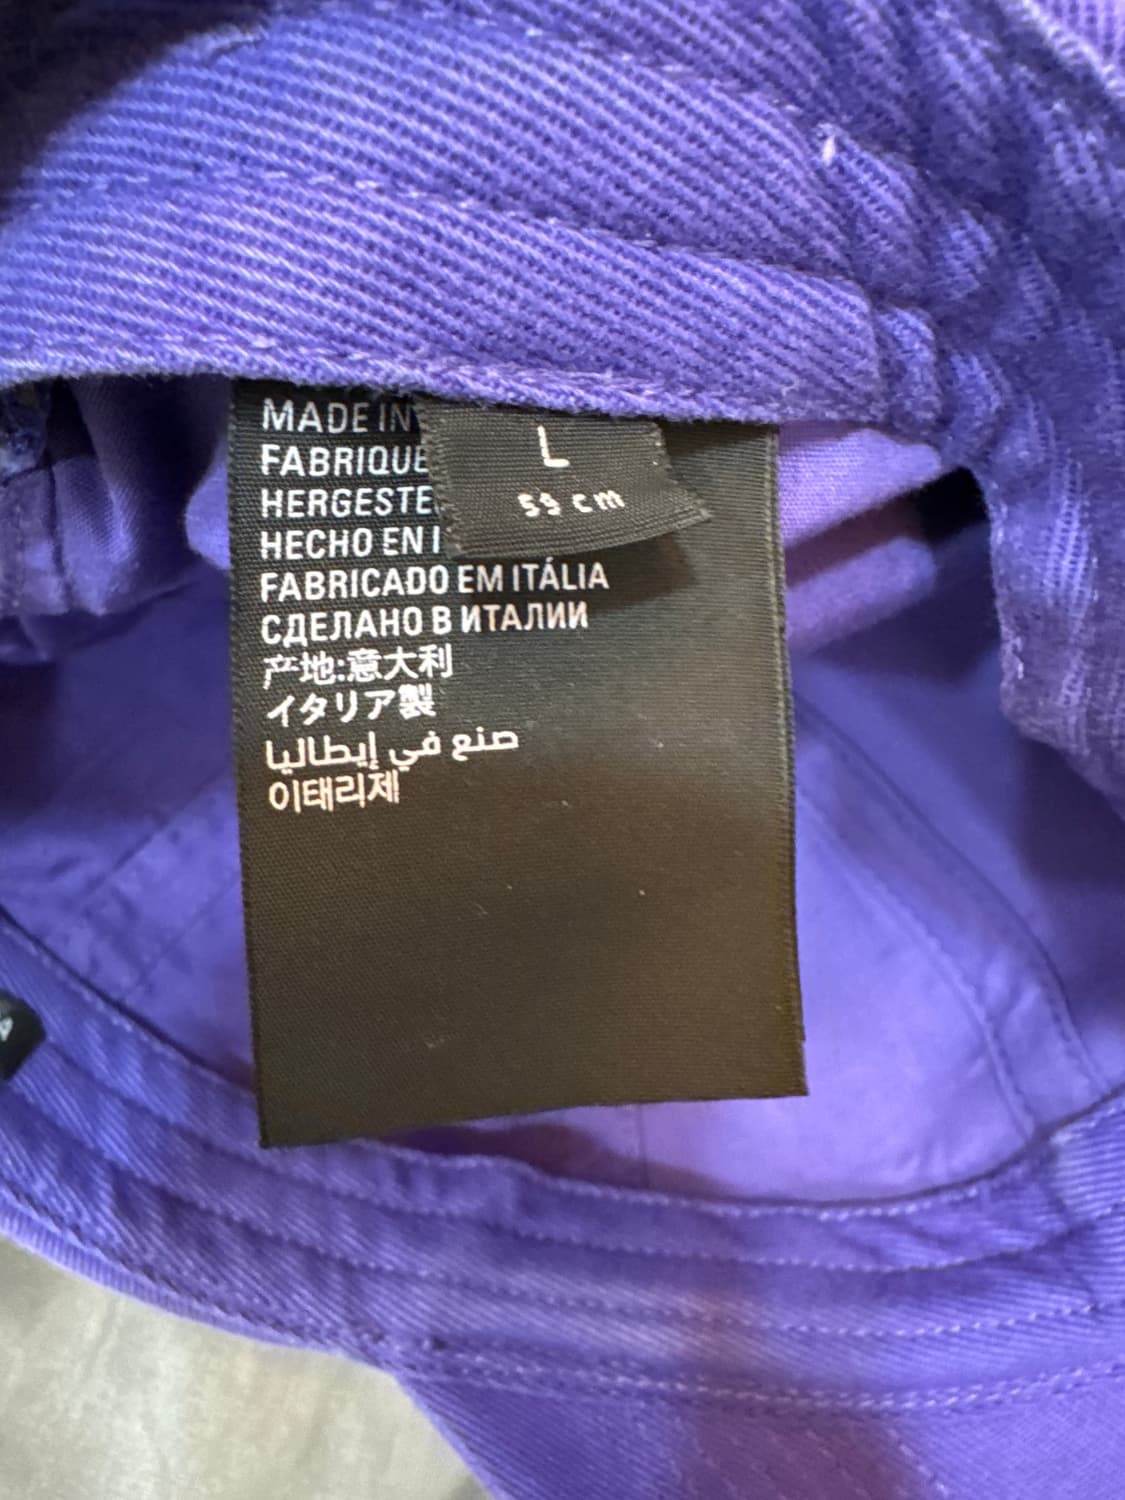 MADE IN
FABRIQUE
HERGESTE
HECHO EN I
FABRICADO EM ITÁLIA
СДЕЛАНО В ИТАЛИИ
产地:意大利
イタリア製
صنع في إيطاليا
이태리제
L
59 cm